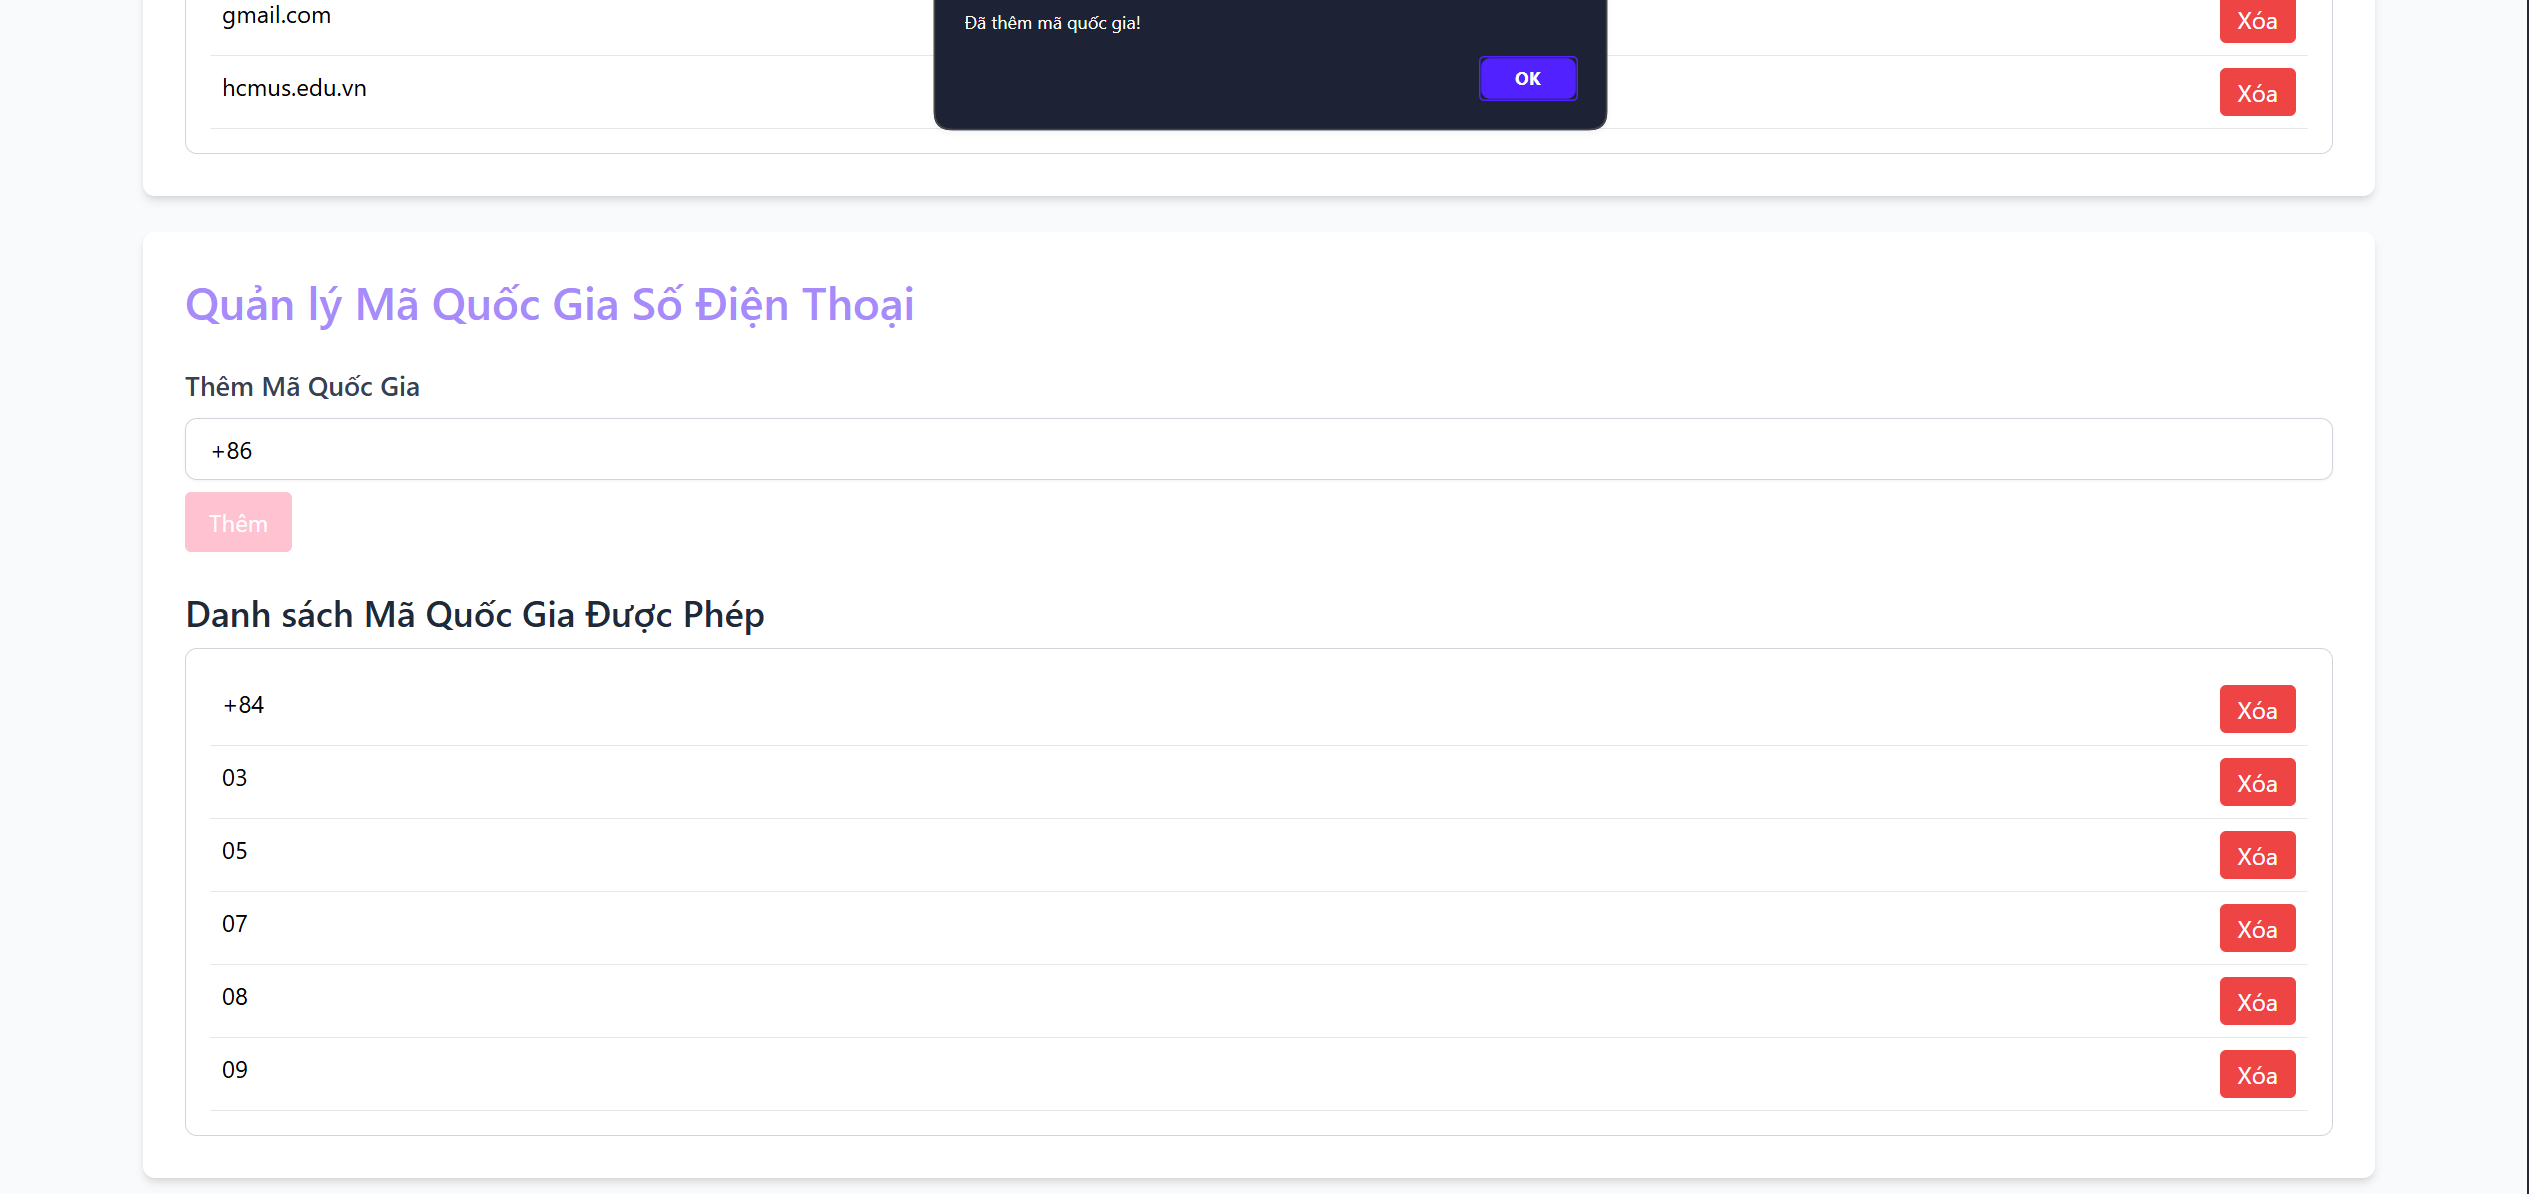 gmail.com
Xóa
Đã thêm mã quốc gia!
OK
hcmus.edu.vn
Xóa
Quản lý Mã Quốc Gia Số Điện Thoại
Thêm Mã Quốc Gia
+86
Thêm
Danh sách Mã Quốc Gia Được Phép
+84
Xóa
03
Xóa
05
Xóa
07
Xóa
08
Xóa
09
Xóa